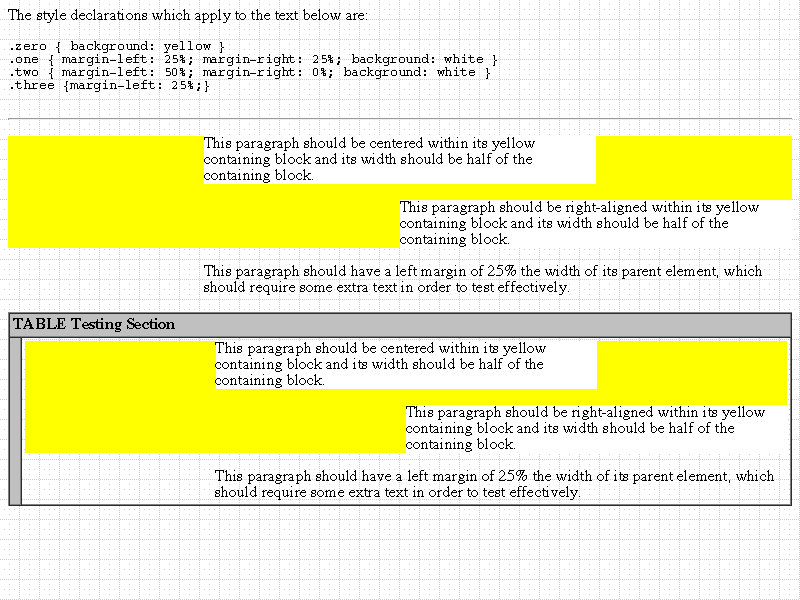 The style declarations which apply to the text below are:
.zero { background: yellow }
.one { margin-left: 25%; margin-right: 25%; background: white }
.two { margin-left: 50%; margin-right: 0%; background: white }
.three {margin-left: 25%;}
This paragraph should be centered within its yellow
containing block and its width should be half of the
containing block.
This paragraph should be right-aligned within its yellow
containing block and its width should be half of the
containing block.
This paragraph should have a left margin of 25% the width of its parent element, which
should require some extra text in order to test effectively.
TABLE Testing Section
This paragraph should be centered within its yellow
containing block and its width should be half of the
containing block.
This paragraph should be right-aligned within its yellow
containing block and its width should be half of the
containing block.
This paragraph should have a left margin of 25% the width of its parent element, which
should require some extra text in order to test effectively.